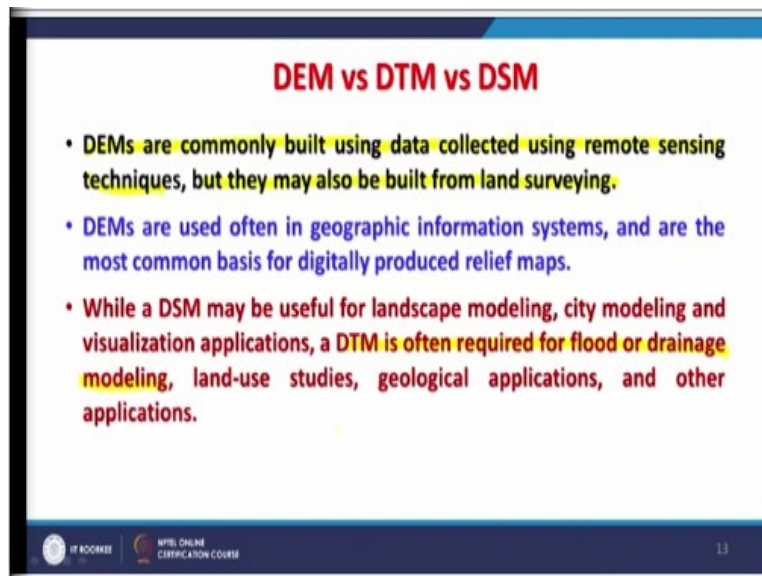 DEM vs DTM vs DSM
• DEMs are commonly built using data collected using remote sensing
techniques, but they may also be built from land surveying.
• DEMs are used often in geographic information systems, and are the
most common basis for digitally produced relief maps.
• While a DSM may be useful for landscape modeling, city modeling and
visualization applications, a DTM is often required for flood or drainage
modeling, land-use studies, geological applications, and other
applications.
IIT ROORKEE
NPTEL ONLINE
CERTIFICATION COURSE
13